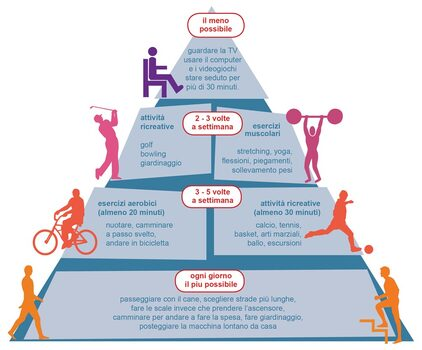 il meno
possibile
guardare la TV
usare il computer
e i videogiochi
stare seduto per
più di 30 minuti
2 - 3 volte
a settimana
attività
ricreative
golf
bowling
giardinaggio
esercizi
muscolari
stretching, yoga,
flessioni, piegamenti,
sollevamento pesi
3 - 5 volte
a settimana
esercizi aerobici
(almeno 20 minuti)
nuotare, camminare
a passo svelto,
andare in bicicletta
attività ricreative
(almeno 30 minuti)
calcio, tennis,
basket, arti marziali,
ballo, escursioni
ogni giorno
il piu possibile
passeggiare con il cane, scegliere strade più lunghe,
fare le scale invece che prendere l'ascensore,
camminare per andare a fare la spesa, fare giardinaggio,
posteggiare la macchina lontano da casa